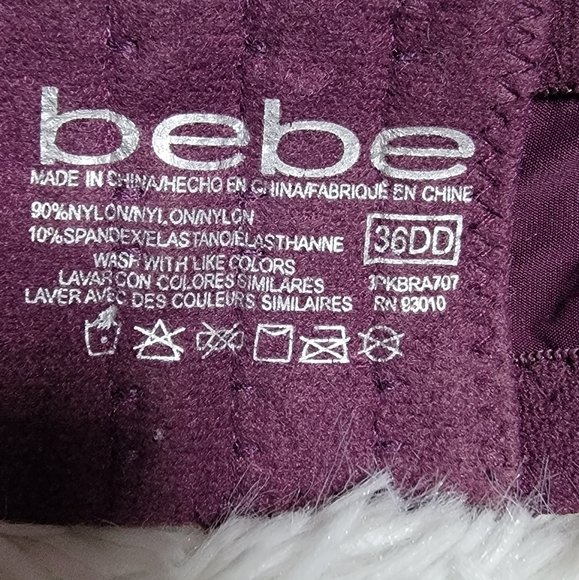 bebe
MADE IN CHINA/HECHO EN CHINA/FABRIQUÉ EN CHINE
90%NYLON/NYLON/NYLON
10%SPANDEX/ELASTANO/ELASTHANNE
36DD
WASH WITH LIKE COLORS
LAVAR CON COLORES SIMILARES
3PKBRA707
LAVER AVEC DES COULEURS SIMILAIRES
RN 93010